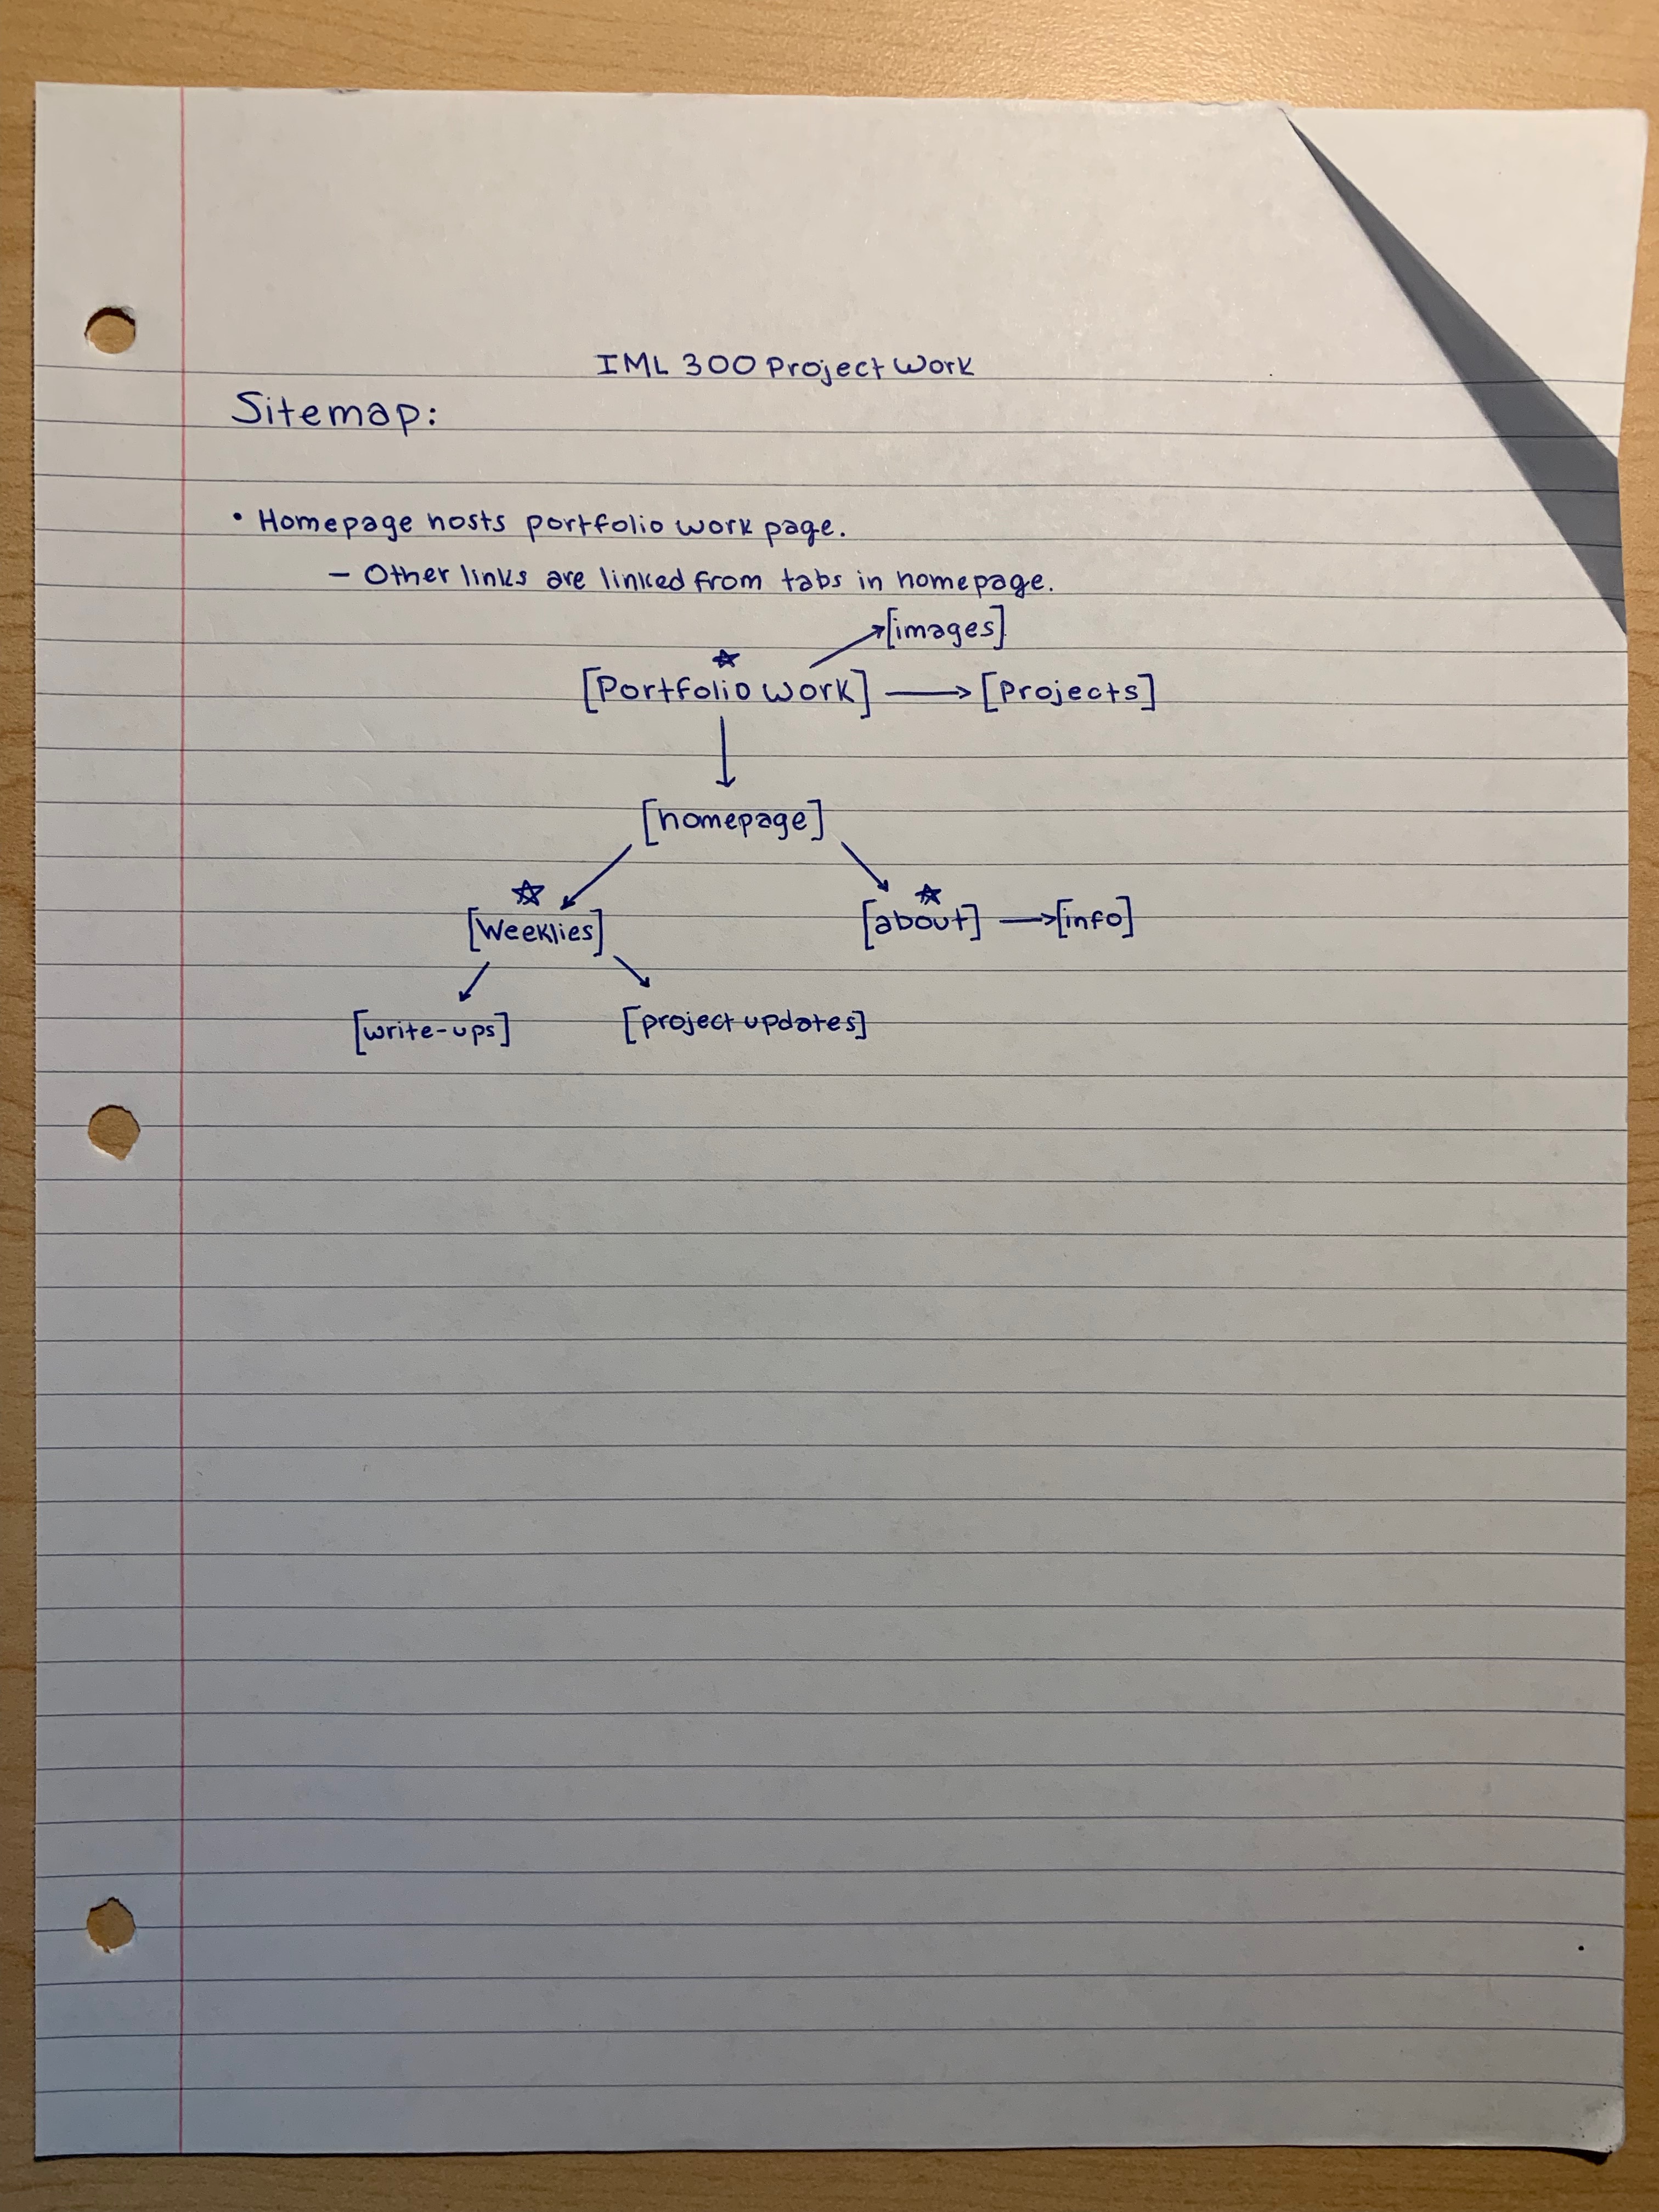 IML 300 Project Work
Sitemap:
• Homepage hosts portfolio work page.
– Other links are linked from tabs in homepage.
[images]
[Portfolio work] → [Projects]
[homepage]
[Weeklies]
[about] → [info]
[write-ups]
[project updates]